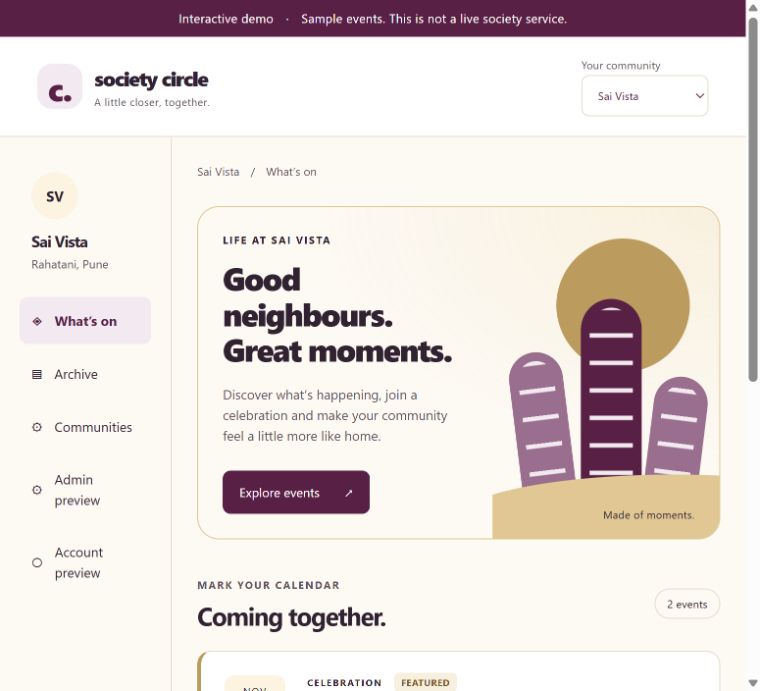 Interactive demo · Sample events. This is not a live society service.
c.
society circle
A little closer, together.
Your community
Sai Vista
SV
Sai Vista
Rahatani, Pune
What's on
Archive
Communities
Admin
preview
Account
preview
Sai Vista / What's on
LIFE AT SAI VISTA
Good
neighbours.
Great moments.
Discover what's happening, join a
celebration and make your community
feel a little more like home.
Explore events ↗
Made of moments.
MARK YOUR CALENDAR
Coming together.
2 events
NOV
CELEBRATION FEATURED